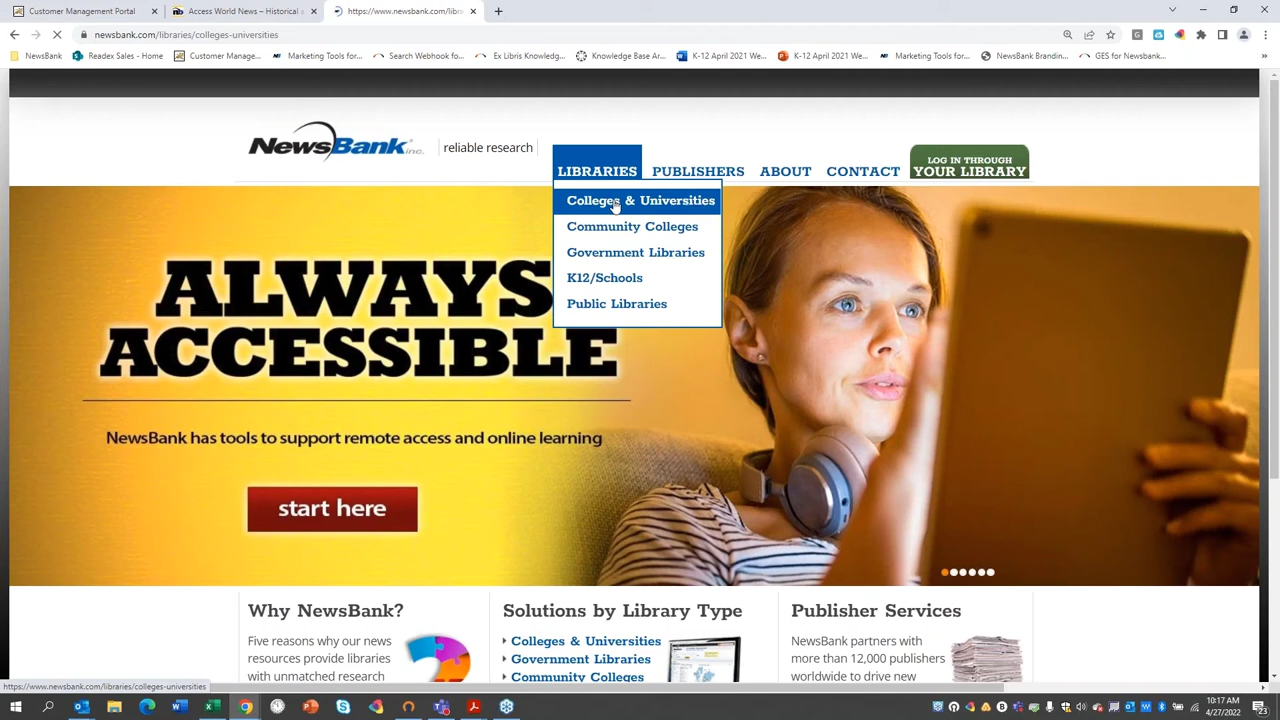 Customer Management Portal
Access World News – Historical a
https://www.newsbank.com/libra
newsbank.com/libraries/colleges-universities
NewsBank
Readex Sales - Home
Customer Manage...
Marketing Tools for...
Search Webhook fo...
Ex Libris Knowledg...
Knowledge Base Ar...
K-12 April 2021 We...
K-12 April 2021 We...
Marketing Tools for...
NewsBank Brandin...
GES for Newsbank...
NewsBank inc.
reliable research
LIBRARIES
PUBLISHERS
ABOUT
CONTACT
LOG IN THROUGH
YOUR LIBRARY
Colleges & Universities
Community Colleges
Government Libraries
K12/Schools
Public Libraries
ALWAYS
ACCESSIBLE
NewsBank has tools to support remote access and online learning
start here
Why NewsBank?
Five reasons why our news
resources provide libraries
with unmatched research
Solutions by Library Type
Colleges & Universities
Government Libraries
Community Colleges
Publisher Services
NewsBank partners with
more than 12,000 publishers
worldwide to drive new
https://www.newsbank.com/libraries/colleges-universities
10:17 AM
4/27/2022
23